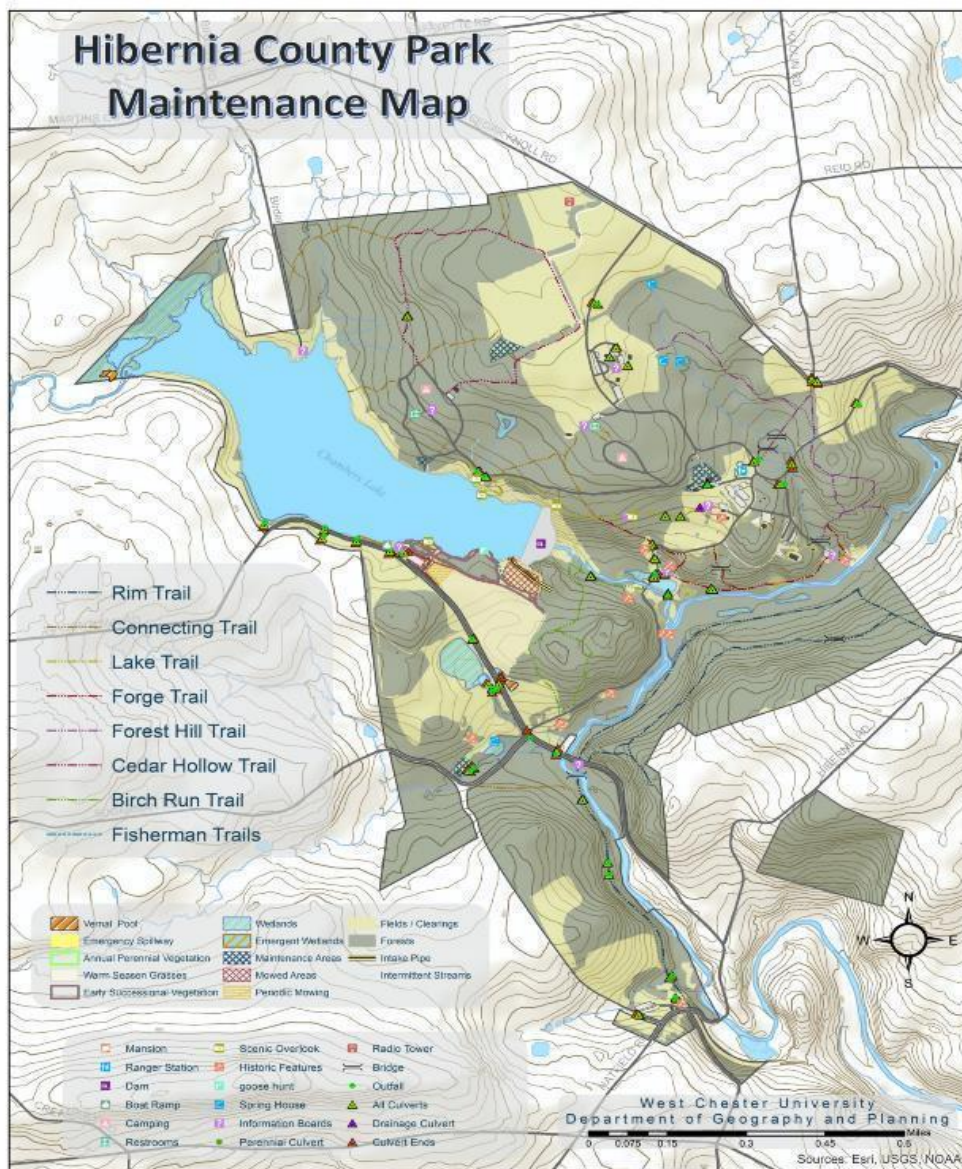 Hibernia County Park
Maintenance Map
REID RD
Chambers Lake
HIBERNIA RD
Rim Trail
Connecting Trail
Lake Trail
Forge Trail
Forest Hill Trail
Cedar Hollow Trail
Birch Run Trail
Fisherman Trails
N
W E
S
Vernal Pool
Wetlands
Fields / Clearings
Emergency Spillway
Emergent Wetlands
Forests
Annual Perennial Vegetation
Maintenance Areas
Intake Pipe
Warm Season Grasses
Mowed Areas
Intermittent Streams
Early Successional Vegetation
Periodic Mowing
Mansion
Scenic Overlook
Radio Tower
Ranger Station
Historic Features
Bridge
Dam
goose hunt
Outfall
Boat Ramp
Spring House
All Culverts
Camping
Information Boards
Drainage Culvert
Restrooms
Perennial Culvert
Culvert Ends
West Chester University
Department of Geography and Planning
Miles
0 0.075 0.15 0.3 0.45 0.6
Sources: Esri, USGS, NOAA